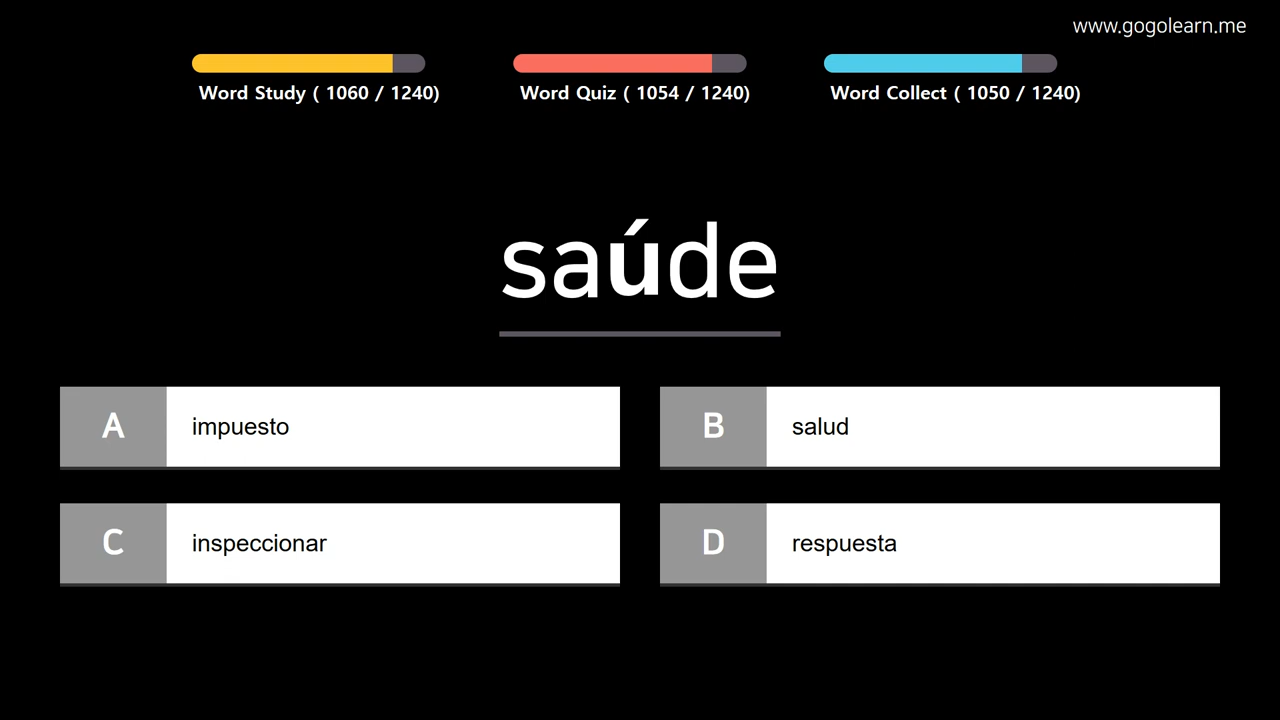 www.gogolearn.me
Word Study ( 1060 / 1240)
Word Quiz ( 1054 / 1240)
Word Collect ( 1050 / 1240)
saúde
A impuesto
B salud
C inspeccionar
D respuesta